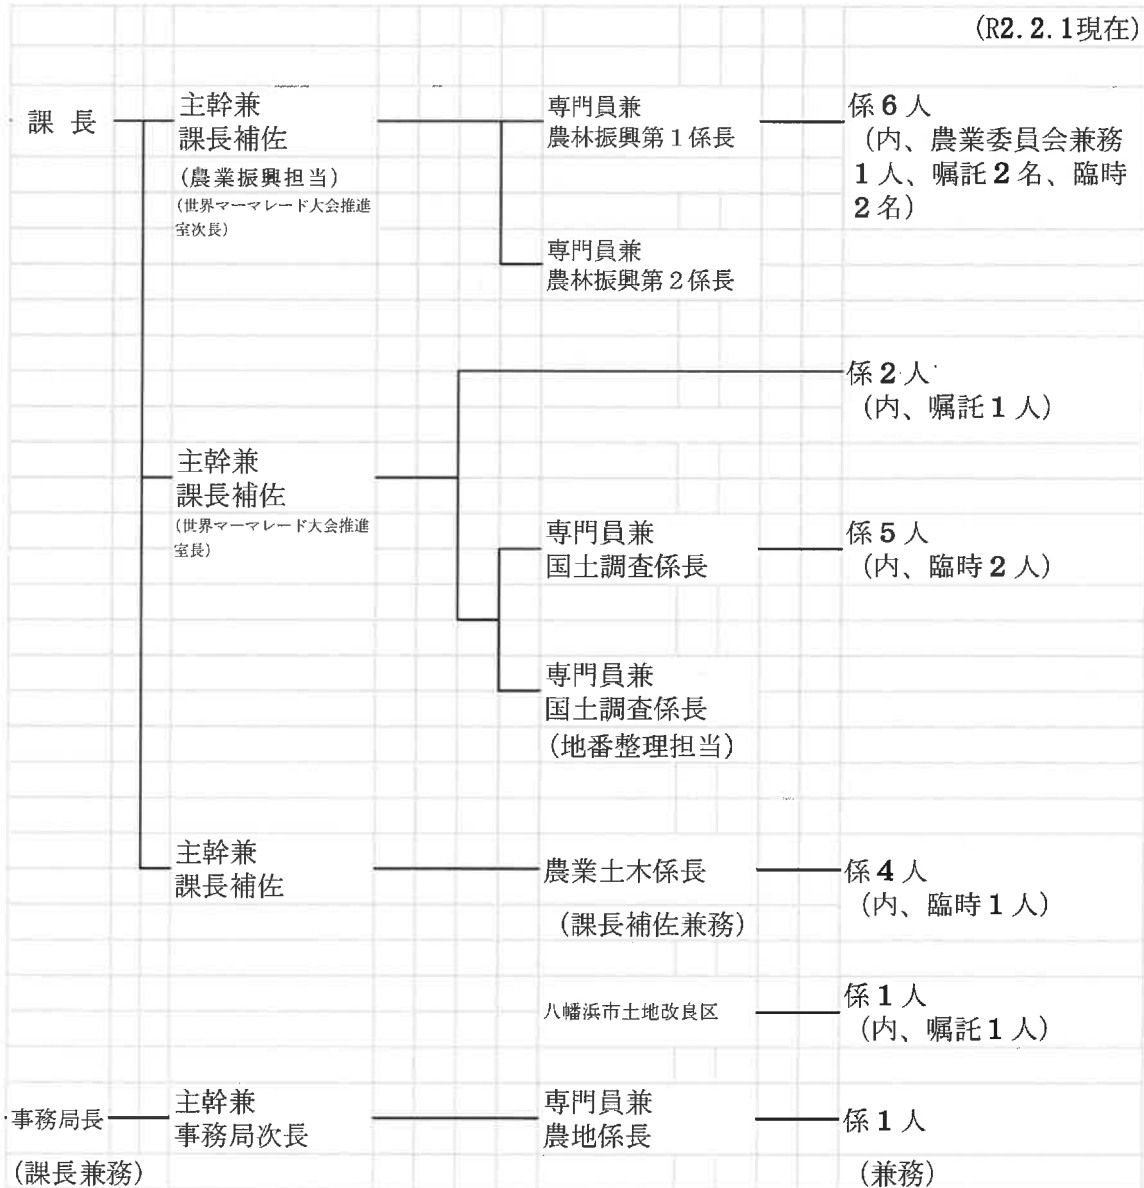 (R2.2.1現在)
課 長
主幹兼
課長補佐
(農業振興担当)
(世界マーマレード大会推進
室次長)
専門員兼
農林振興第1係長
係6人
(内、農業委員会兼務
1人、嘱託2名、臨時
2名)
専門員兼
農林振興第2係長
係2人
(内、嘱託1人)
主幹兼
課長補佐
(世界マーマレード大会推進
室長)
専門員兼
国土調査係長
係5人
(内、臨時2人)
専門員兼
国土調査係長
(地番整理担当)
主幹兼
課長補佐
農業土木係長
(課長補佐兼務)
係4人
(内、臨時1人)
八幡浜市土地改良区
係1人
(内、嘱託1人)
事務局長
(課長兼務)
主幹兼
事務局次長
専門員兼
農地係長
係1人
(兼務)